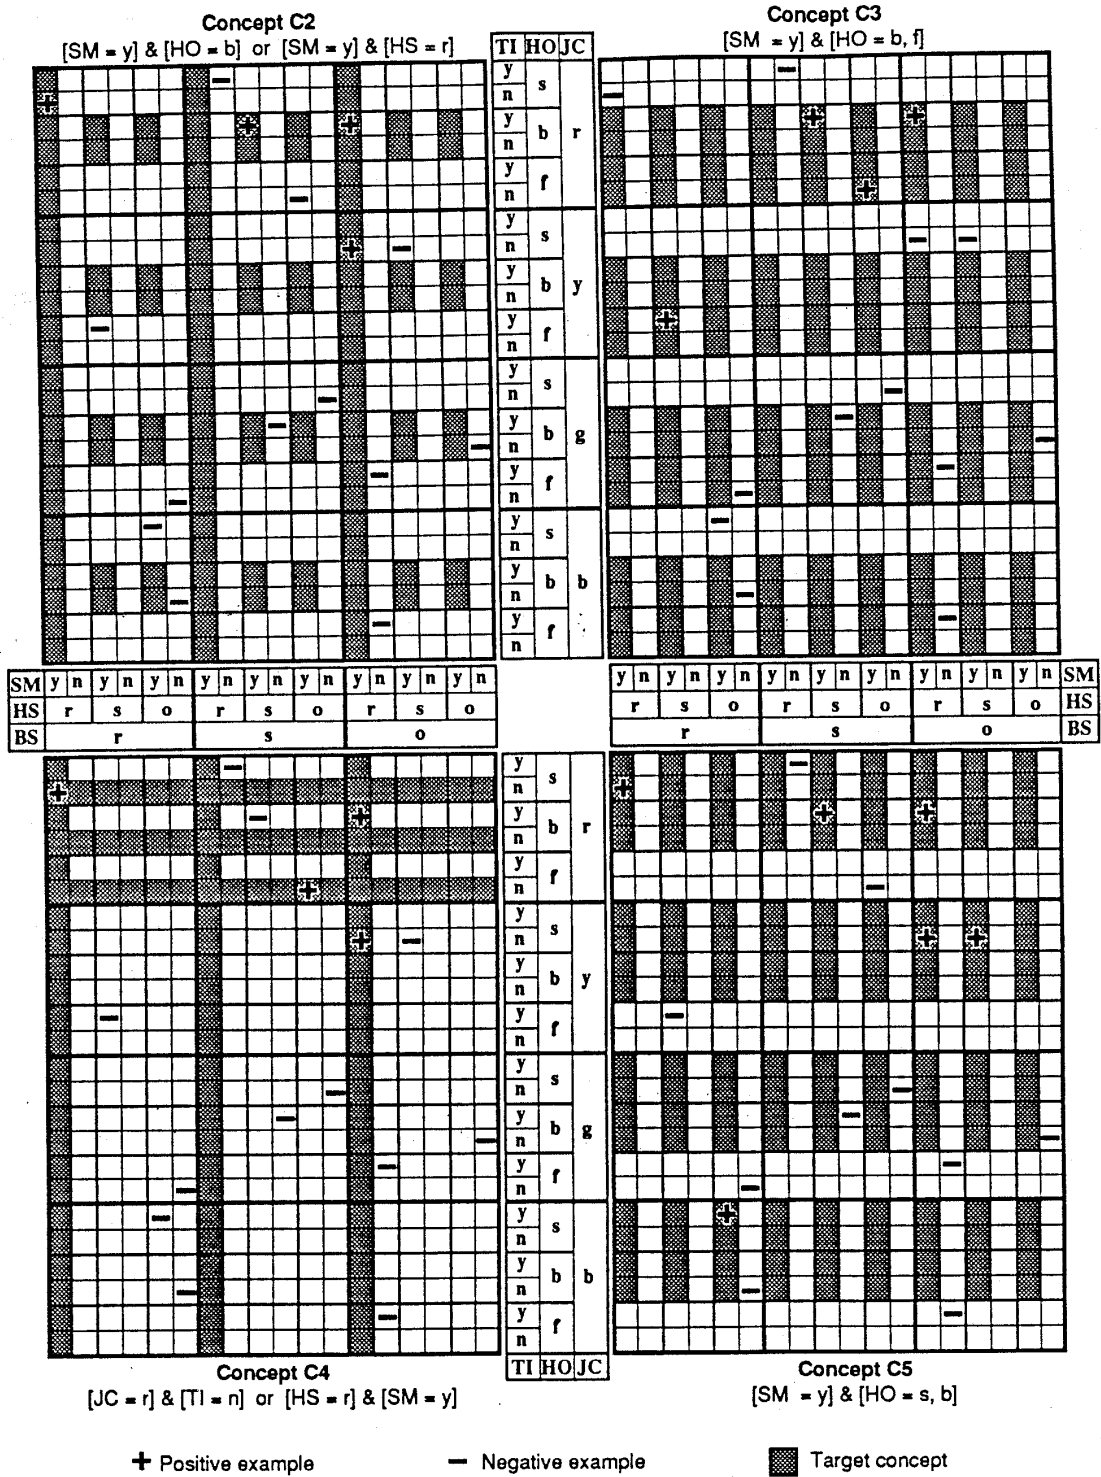 Concept C2
[SM = y] & [HO = b] or [SM = y] & [HS = r]
Concept C3
[SM = y] & [HO = b, f]
TI HO JC
y
n
s
y
n
b
r
y
n
f
y
n
s
y
n
b
y
y
n
f
y
n
s
y
n
b
g
y
n
f
y
n
s
y
n
b
b
y
n
f
SM y n y n y n y n y n y n y n y n y n
HS r s o r s o r s o
BS r s o
y n y n y n y n y n y n y n y n y n SM
r s o r s o r s o HS
r s o BS
y
n
s
y
n
b
r
y
n
f
y
n
s
y
n
b
y
y
n
f
y
n
s
y
n
b
g
y
n
f
y
n
s
y
n
b
b
y
n
f
TI HO JC
Concept C4
[JC = r] & [TI = n] or [HS = r] & [SM = y]
Concept C5
[SM = y] & [HO = s, b]
+ Positive example
− Negative example
Target concept